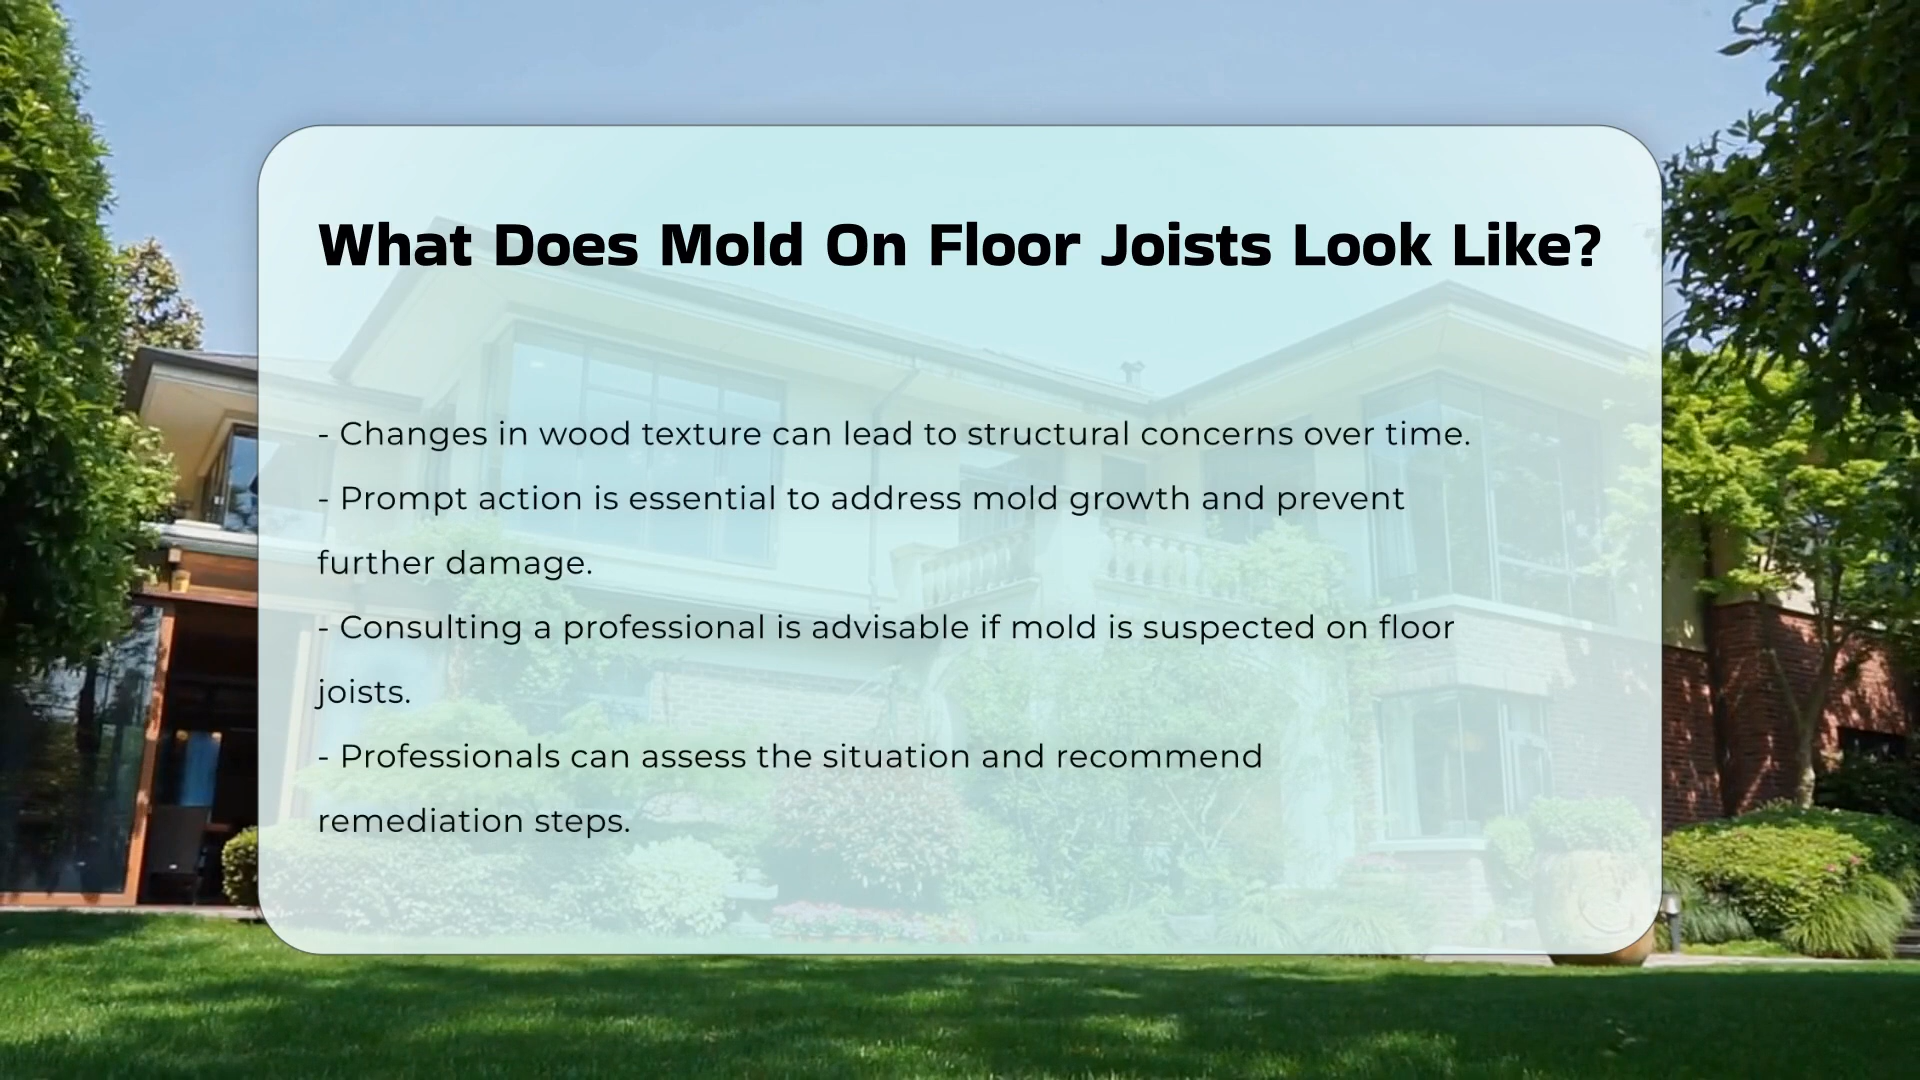 What Does Mold On Floor Joists Look Like?
- Changes in wood texture can lead to structural concerns over time.
- Prompt action is essential to address mold growth and prevent
further damage.
- Consulting a professional is advisable if mold is suspected on floor
joists.
- Professionals can assess the situation and recommend
remediation steps.